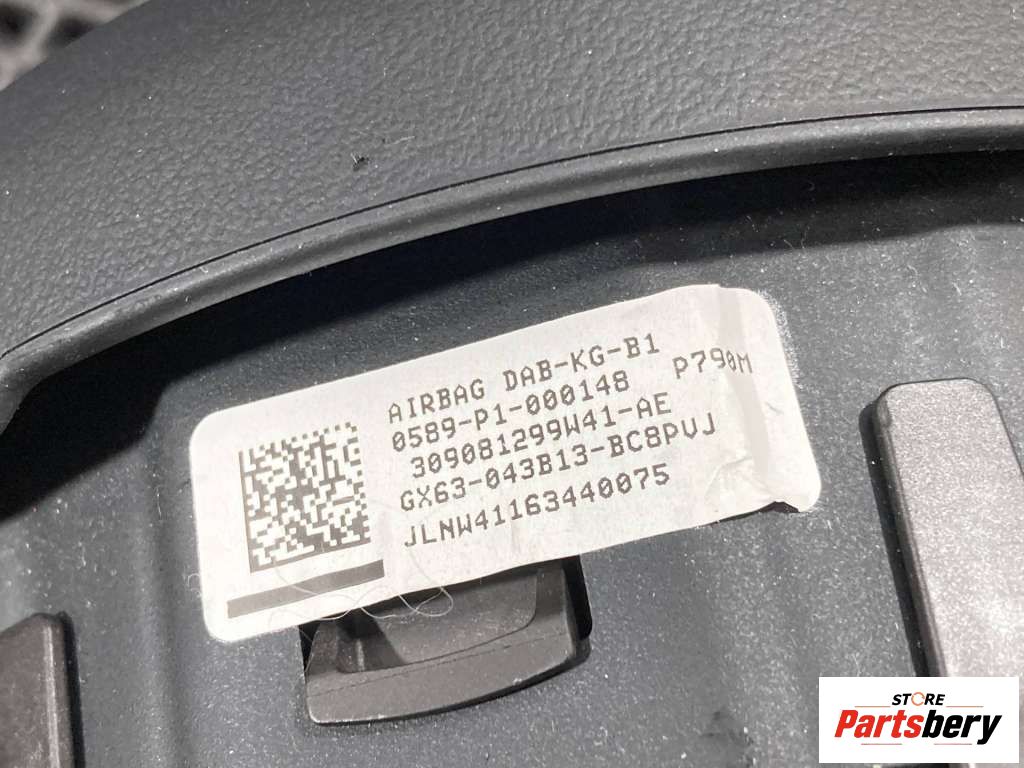 AIRBAG DAB-KG-B1
0589-P1-000148 P790M
309081299W41-AE
GX63-043B13-BC8PVJ
JLNW41163440075
STORE
Partsbery